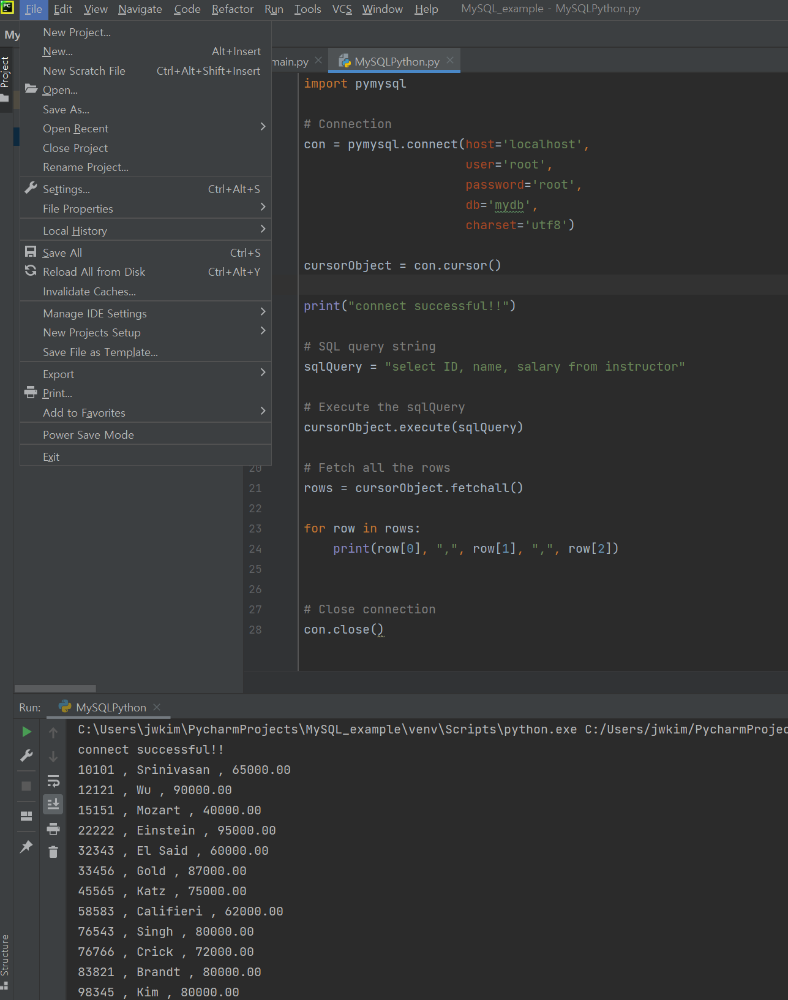 PC
File Edit View Navigate Code Refactor Run Tools VCS Window Help MySQL_example - MySQLPython.py
My
Project
New Project...
New... Alt+Insert
New Scratch File Ctrl+Alt+Shift+Insert
Open...
Save As...
Open Recent
Close Project
Rename Project...
Settings... Ctrl+Alt+S
File Properties
Local History
Save All Ctrl+S
Reload All from Disk Ctrl+Alt+Y
Invalidate Caches...
Manage IDE Settings
New Projects Setup
Save File as Template...
Export
Print...
Add to Favorites
Power Save Mode
Exit
main.py MySQLPython.py
import pymysql
# Connection
con = pymysql.connect(host='localhost',
user='root',
password='root',
db='mydb',
charset='utf8')
cursorObject = con.cursor()
print("connect successful!!")
# SQL query string
sqlQuery = "select ID, name, salary from instructor"
# Execute the sqlQuery
cursorObject.execute(sqlQuery)
20 # Fetch all the rows
21 rows = cursorObject.fetchall()
22
23 for row in rows:
24 print(row[0], ",", row[1], ",", row[2])
25
26
27 # Close connection
28 con.close()
Run: MySQLPython
C:\Users\jwkim\PycharmProjects\MySQL_example\venv\Scripts\python.exe C:/Users/jwkim/PycharmProjec
connect successful!!
10101 , Srinivasan , 65000.00
12121 , Wu , 90000.00
15151 , Mozart , 40000.00
22222 , Einstein , 95000.00
32343 , El Said , 60000.00
33456 , Gold , 87000.00
45565 , Katz , 75000.00
58583 , Califieri , 62000.00
76543 , Singh , 80000.00
76766 , Crick , 72000.00
83821 , Brandt , 80000.00
98345 , Kim , 80000.00
Structure